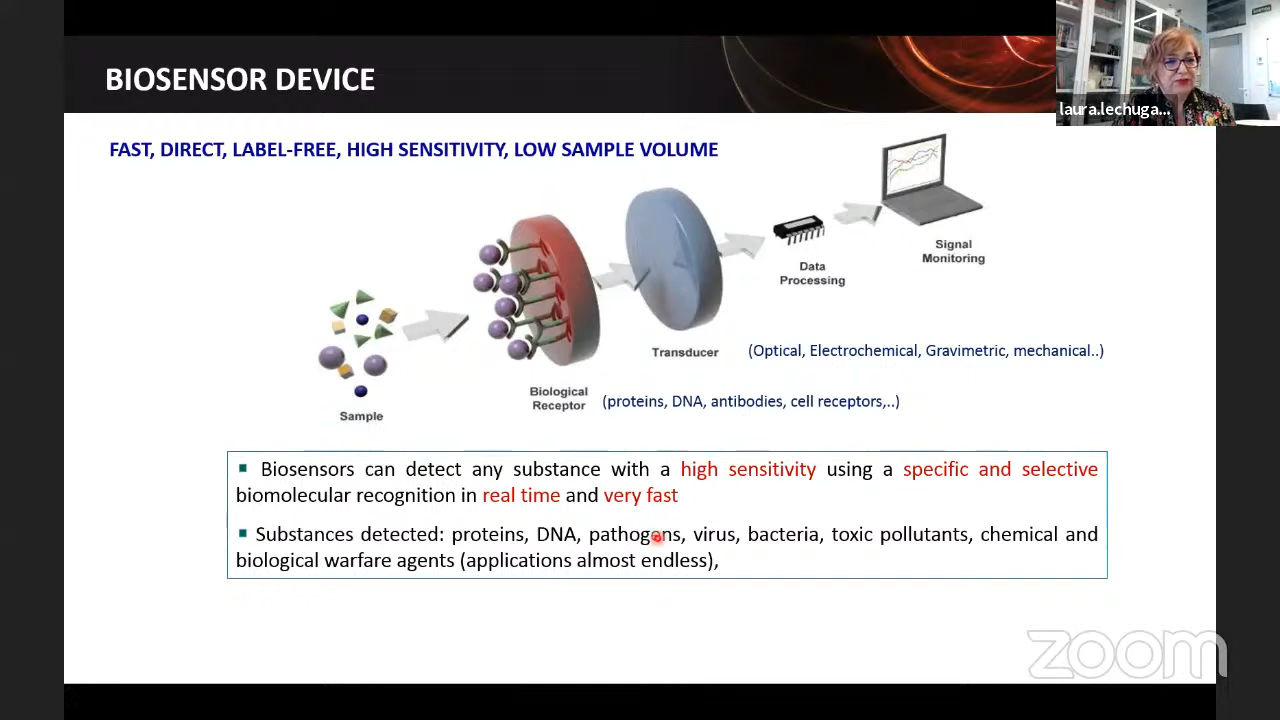 BIOSENSOR DEVICE
laura.lechuga...
FAST, DIRECT, LABEL-FREE, HIGH SENSITIVITY, LOW SAMPLE VOLUME
Signal
Monitoring
Data
Processing
Transducer
(Optical, Electrochemical, Gravimetric, mechanical..)
Biological
Receptor
(proteins, DNA, antibodies, cell receptors,..)
Sample
▪ Biosensors can detect any substance with a high sensitivity using a specific and selective
biomolecular recognition in real time and very fast
▪ Substances detected: proteins, DNA, pathogens, virus, bacteria, toxic pollutants, chemical and
biological warfare agents (applications almost endless),
zoom